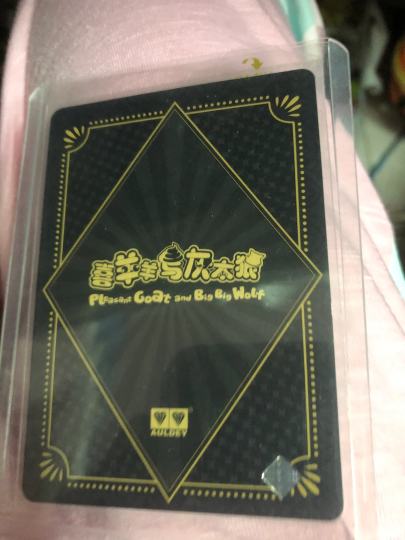 喜羊羊与灰太狼
Pleasant Goat and Big Big Wolf
AULDEY